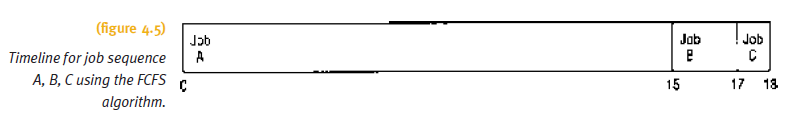 (figure 4.5)
Timeline for job sequence
A, B, C using the FCFS
algorithm.
Job Job Job
A B C
0 15 17 18